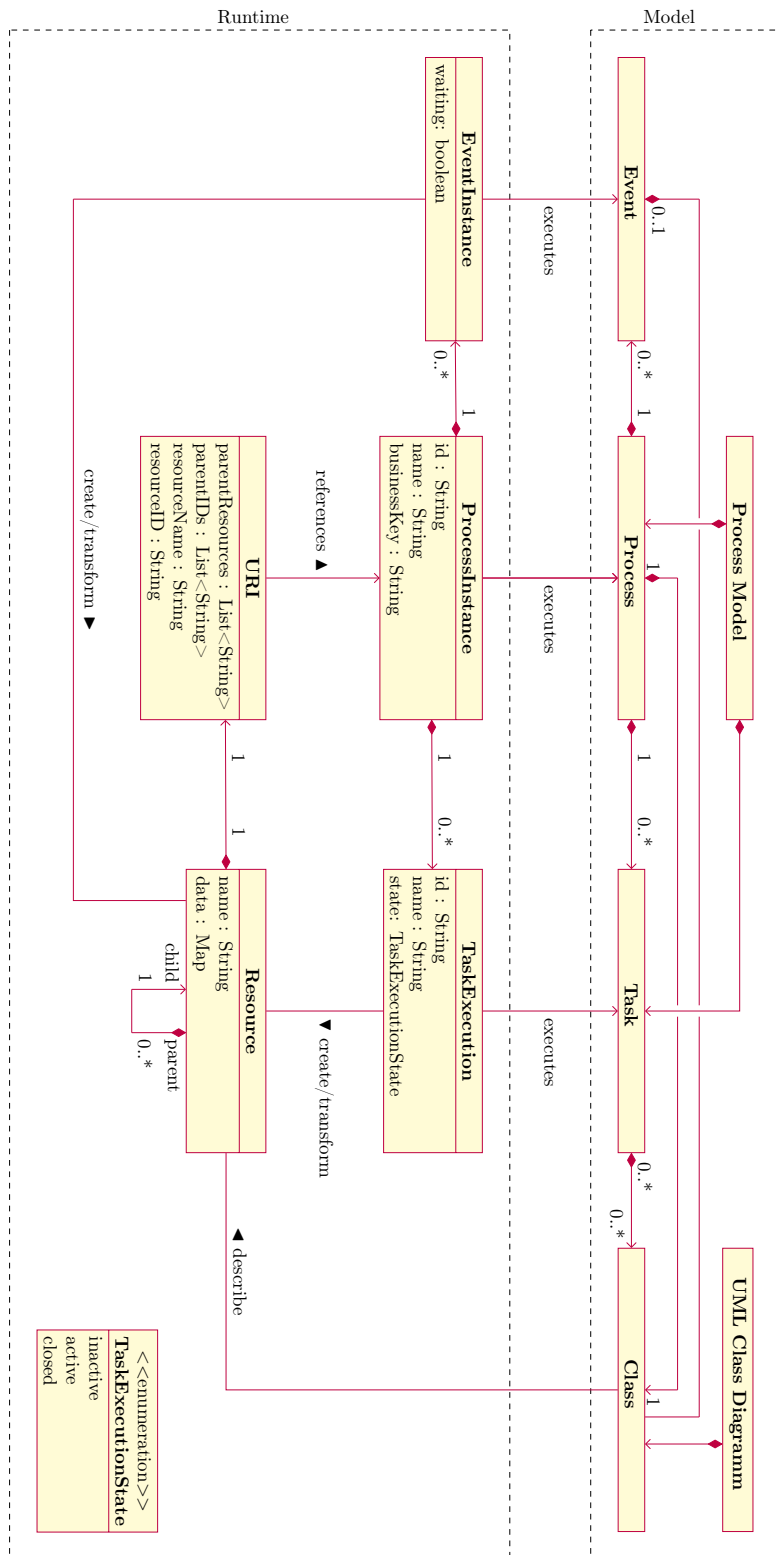 Runtime
Model
Process Model
UML Class Diagramm
Event
Process
Task
Class
0..1
0..*
1
1
1
0..*
0..*
0..*
1
executes
executes
executes
EventInstance
waiting: boolean
0..*
1
ProcessInstance
id : String
name : String
businessKey : String
1
0..*
TaskExecution
id : String
name : String
state: TaskExecutionState
references ▲
▼ create/transform
◀ describe
URI
parentResources : List<String>
parentIDs : List<String>
resourceName : String
resourceID : String
1
1
Resource
name : String
data : Map
child
1
parent
0..*
create/transform ▶
<<enumeration>>
TaskExecutionState
inactive
active
closed